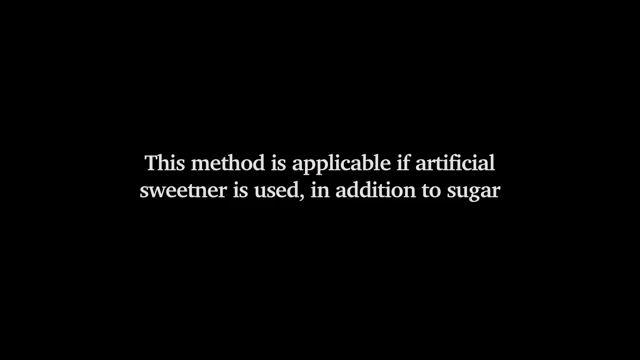 This method is applicable if artificial
sweetner is used, in addition to sugar